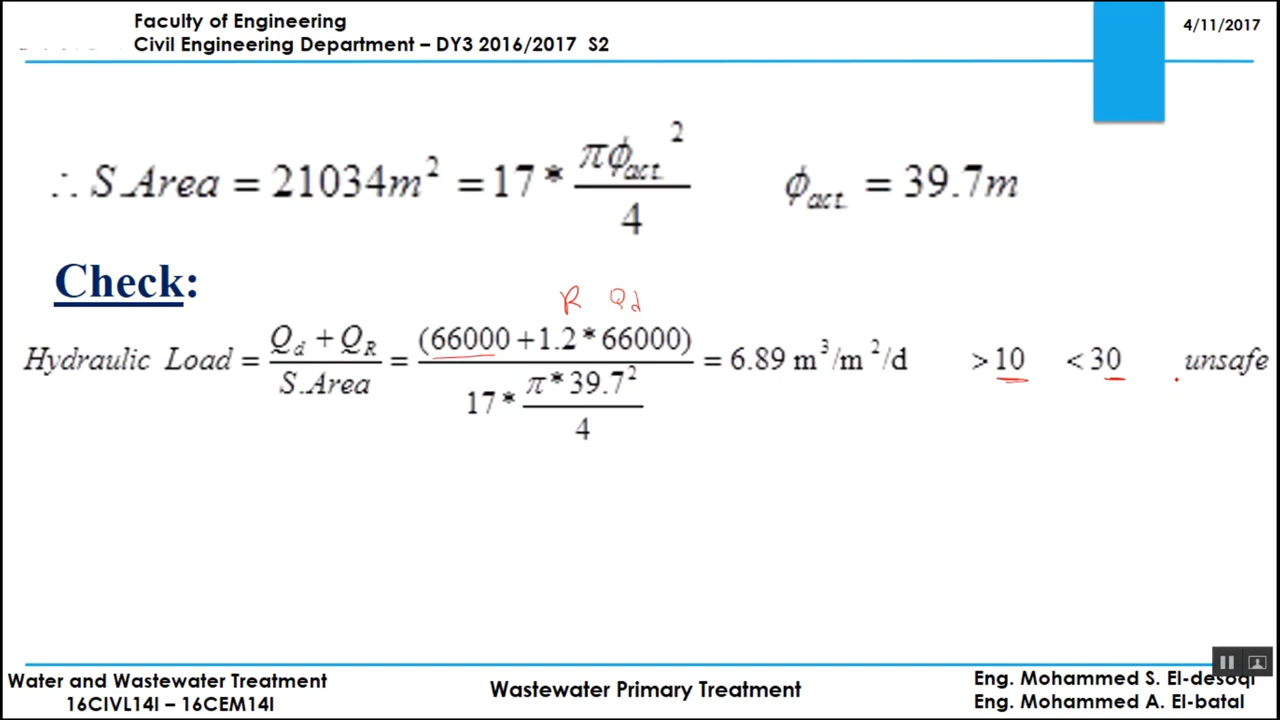 Faculty of Engineering
Civil Engineering Department – DY3 2016/2017 S2
4/11/2017
∴ S.Area = 21034m² = 17 * πϕact.² / 4    ϕact. = 39.7m
Check:
R Qd
Hydraulic Load = (Qd + QR) / S.Area = (66000 + 1.2 * 66000) / (17 * π * 39.7² / 4) = 6.89 m³/m²/d    > 10    < 30    unsafe
Water and Wastewater Treatment
16CIVL14I – 16CEM14I
Wastewater Primary Treatment
Eng. Mohammed S. El-desoqi
Eng. Mohammed A. El-batal